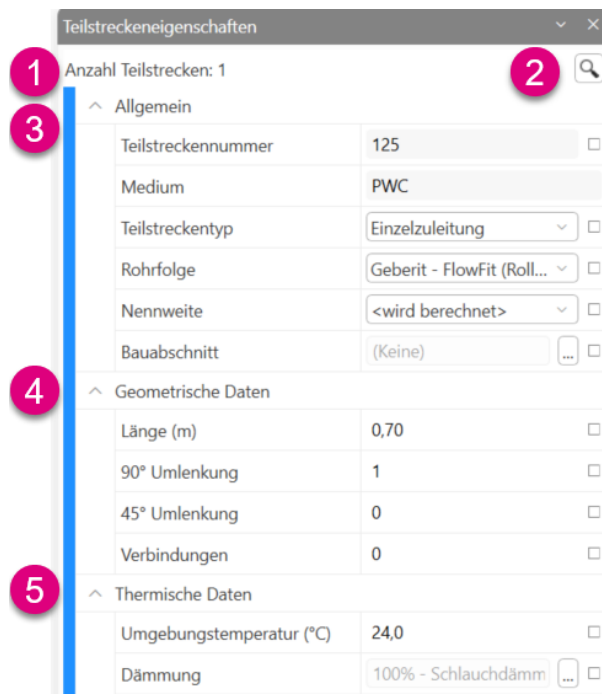 Teilstreckeneigenschaften
1 Anzahl Teilstrecken: 1 2
3 Allgemein
Teilstreckennummer 125
Medium PWC
Teilstreckentyp Einzelzuleitung
Rohrfolge Geberit - FlowFit (Roll...
Nennweite <wird berechnet>
Bauabschnitt (Keine) ...
4 Geometrische Daten
Länge (m) 0,70
90° Umlenkung 1
45° Umlenkung 0
Verbindungen 0
5 Thermische Daten
Umgebungstemperatur (°C) 24,0
Dämmung 100% - Schlauchdämm ...